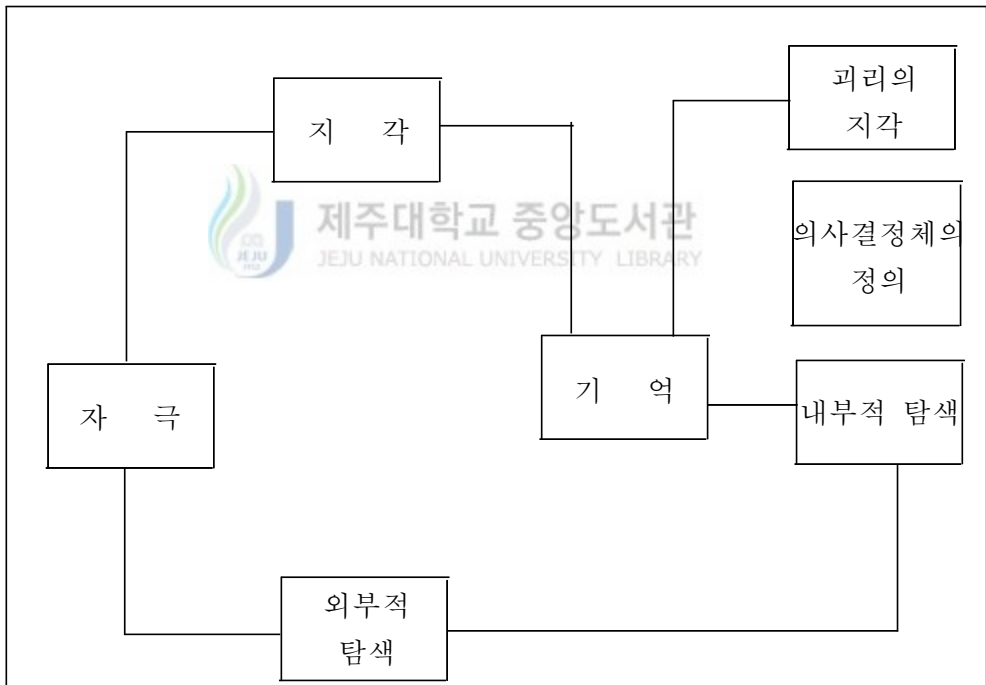 괴리의
지각
지 각
제주대학교 중앙도서관
JEJU NATIONAL UNIVERSITY LIBRARY
JEJU
1952
의사결정체의
정의
기 억
자 극
내부적 탐색
외부적
탐색